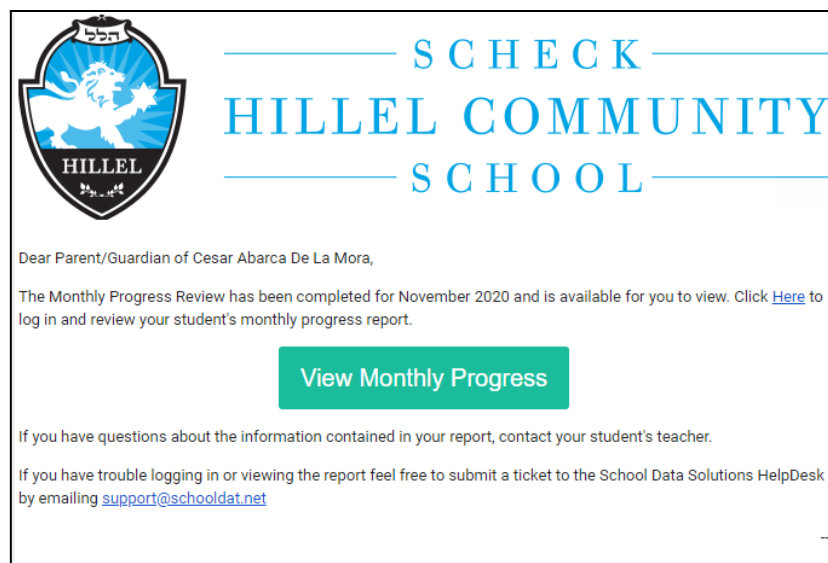 הלל
HILLEL
SCHECK
HILLEL COMMUNITY
SCHOOL
Dear Parent/Guardian of Cesar Abarca De La Mora,
The Monthly Progress Review has been completed for November 2020 and is available for you to view. Click Here to
log in and review your student's monthly progress report.
View Monthly Progress
If you have questions about the information contained in your report, contact your student's teacher.
If you have trouble logging in or viewing the report feel free to submit a ticket to the School Data Solutions HelpDesk
by emailing support@schooldat.net
--